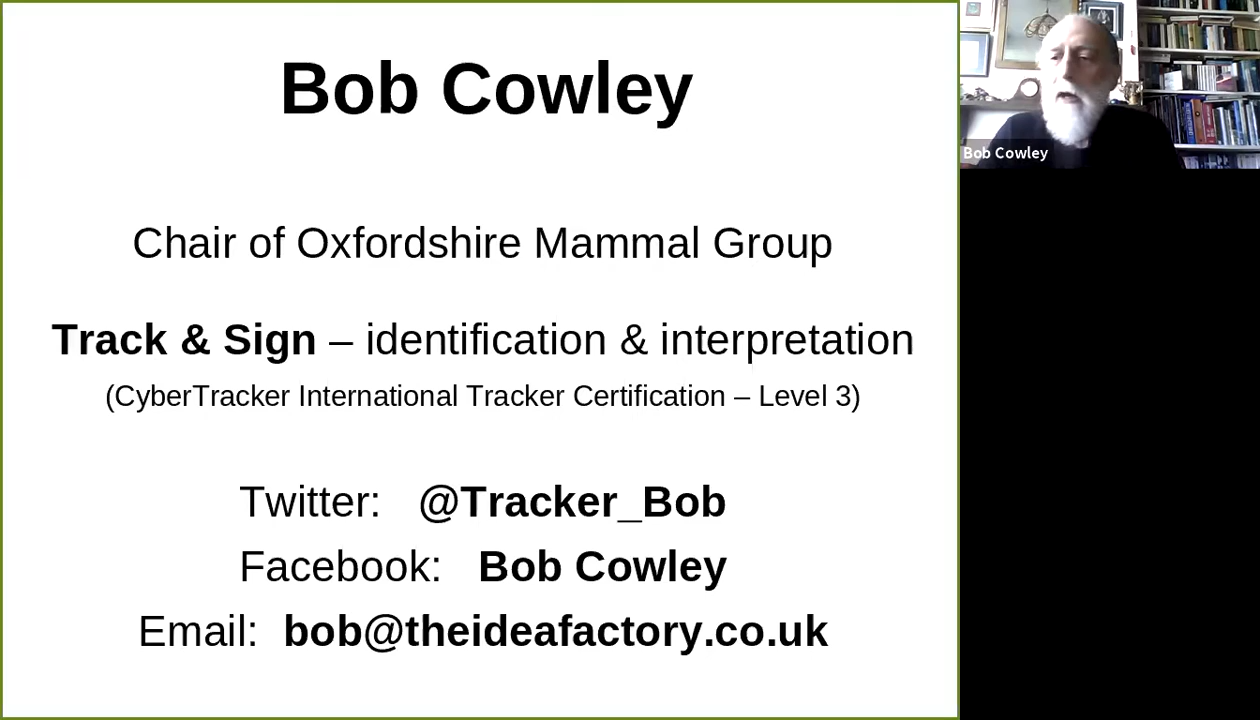 Bob Cowley
Chair of Oxfordshire Mammal Group
Track & Sign – identification & interpretation
(CyberTracker International Tracker Certification – Level 3)
Twitter: @Tracker_Bob
Facebook: Bob Cowley
Email: bob@theideafactory.co.uk
Bob Cowley